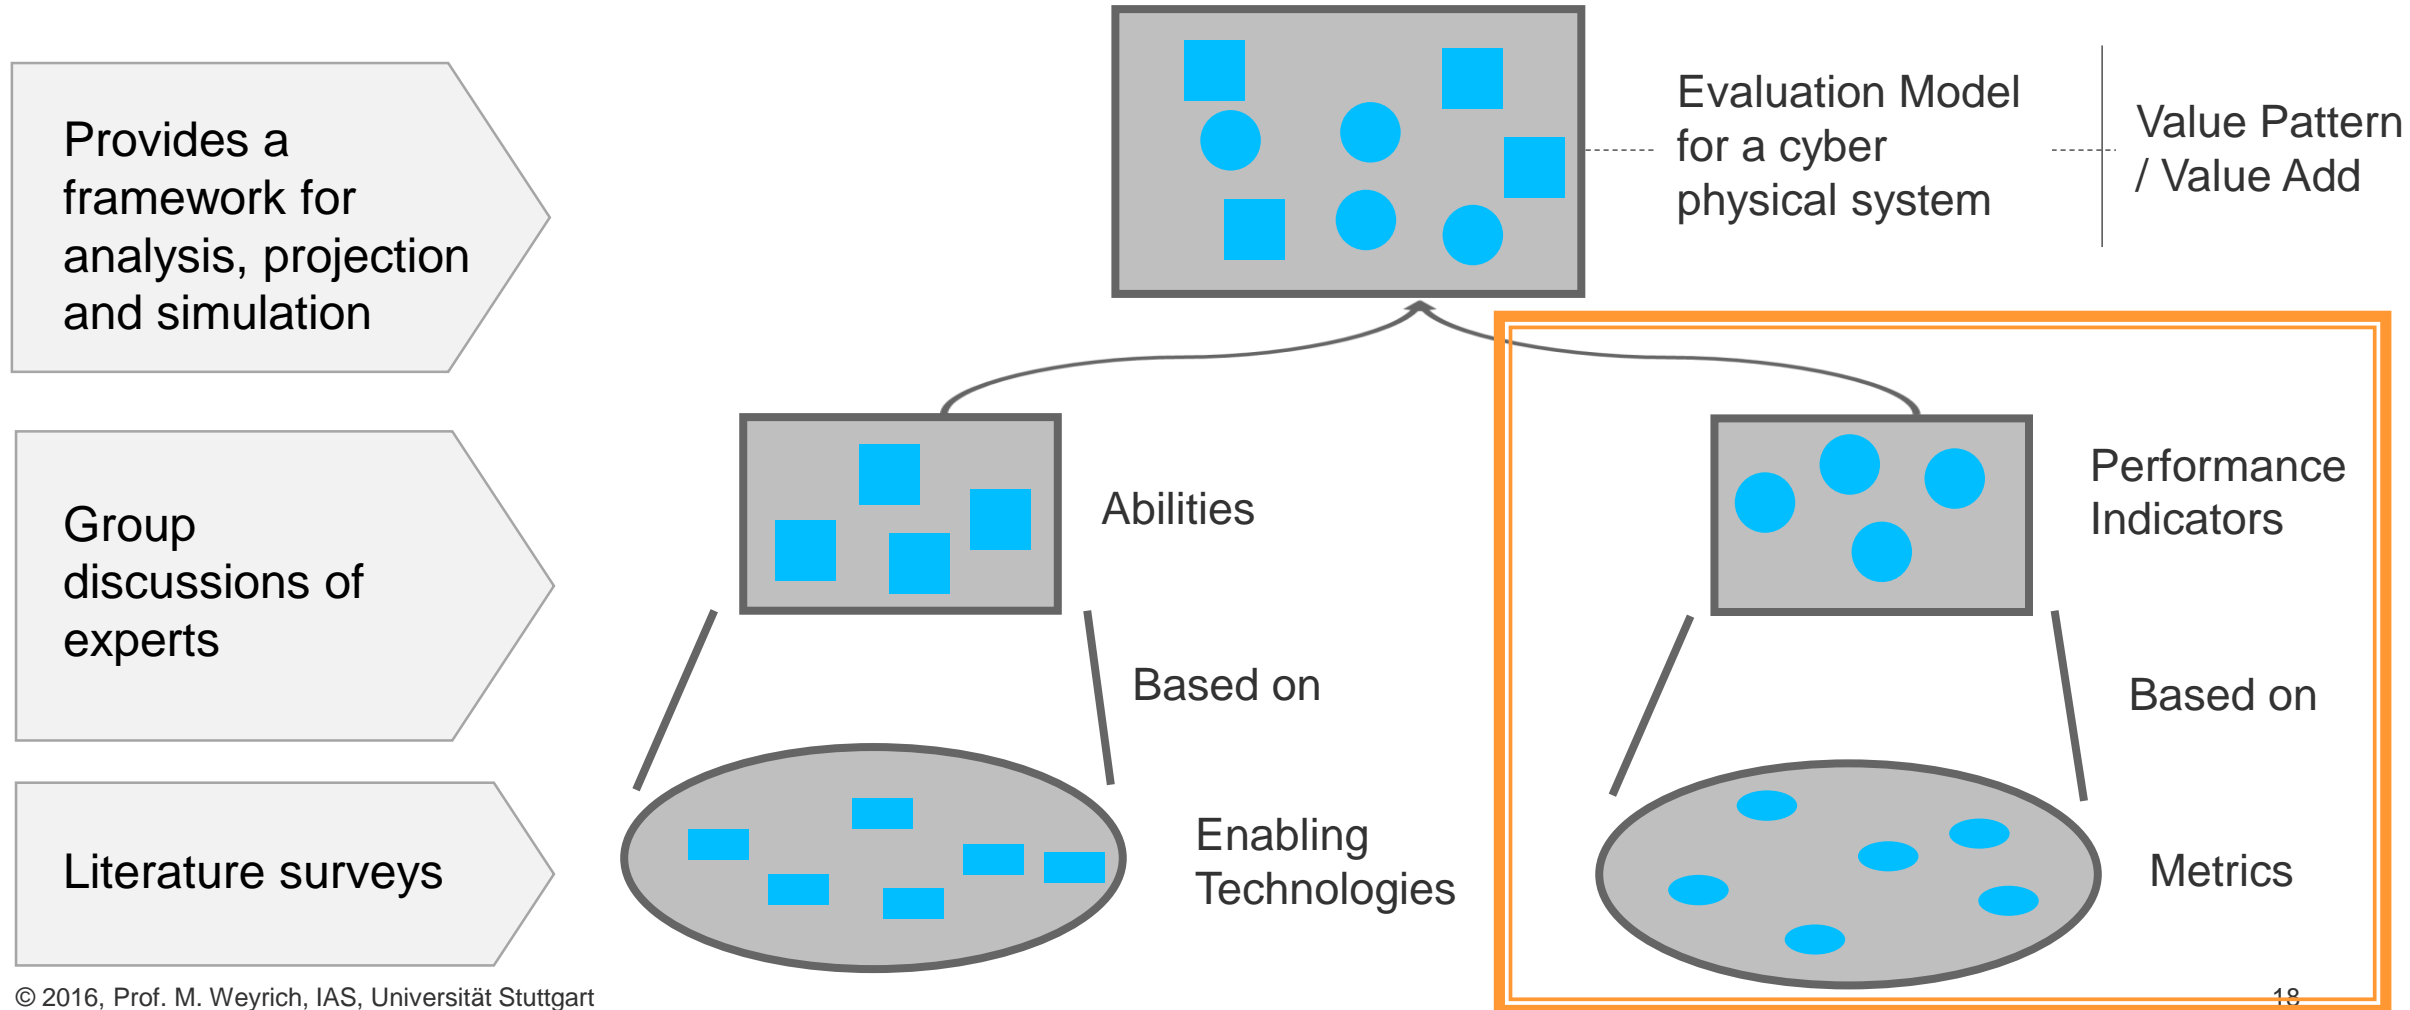 Provides a
framework for
analysis, projection
and simulation
Evaluation Model
for a cyber
physical system
Value Pattern
/ Value Add
Group
discussions of
experts
Abilities
Performance
Indicators
Based on
Based on
Literature surveys
Enabling
Technologies
Metrics
© 2016, Prof. M. Weyrich, IAS, Universität Stuttgart
18